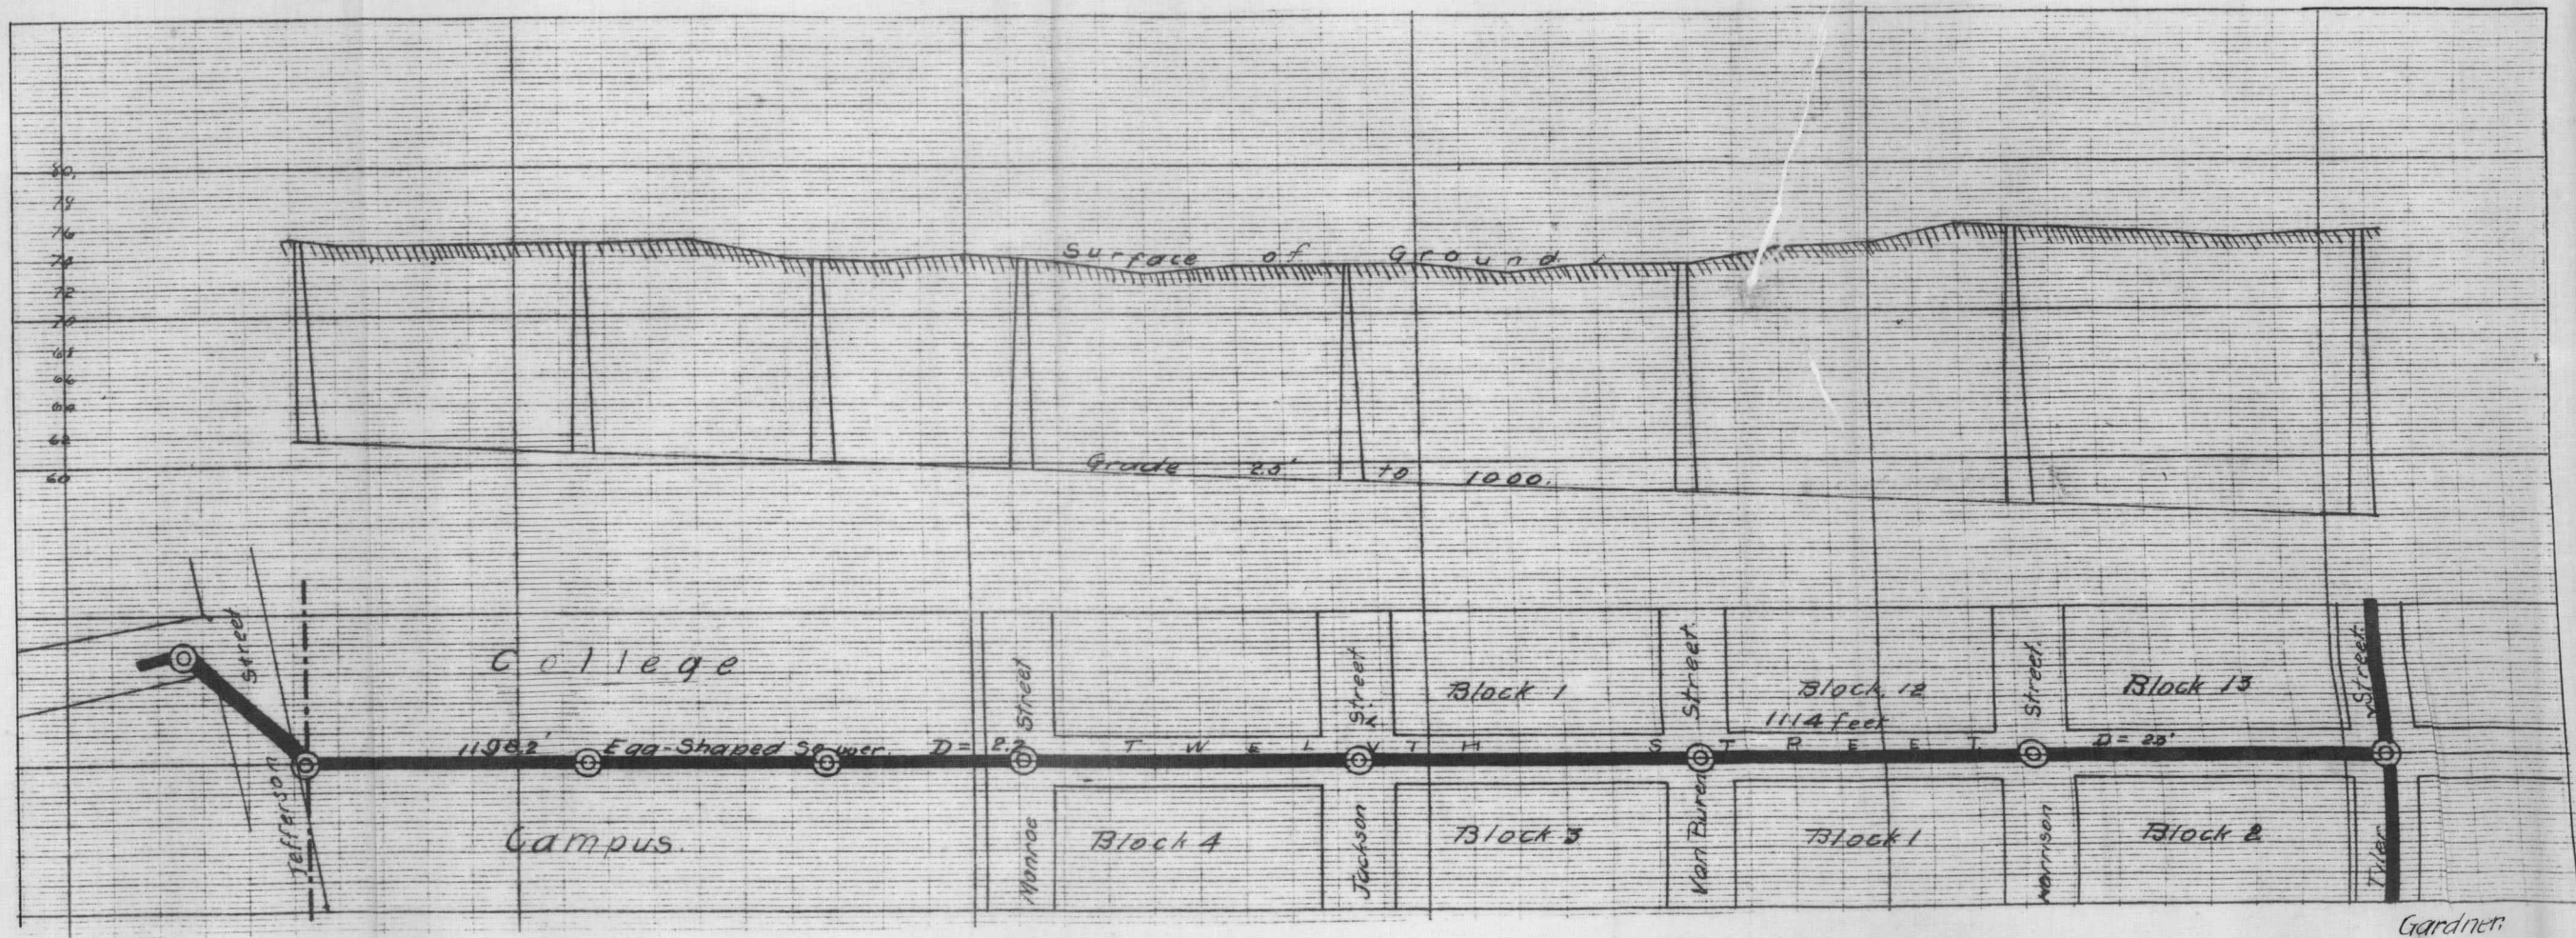 80.
78
76
74
72
70
68
66
64
62
60
Surface of Ground
Grade 2.5' to 1000.
Jefferson Street
College
Campus.
1198.2' Egg-Shaped Sewer. D= 2.2
Monroe Street
TWELVTH STREET.
Block 4
Jackson Street
Block 1
Block 3
Van Buren Street.
Block 12
1114 feet
Block 1
Harrison Street.
Block 13
D= 25'
Block 2
Tyler Street.
Gardner.